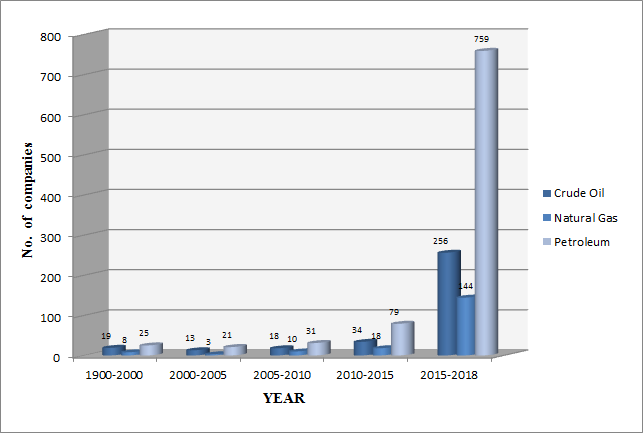 800
700
600
500
400
300
200
100
0
No. of companies
19 8 25
13 3 21
18 10 31
34 18 79
256 144 759
1900-2000 2000-2005 2005-2010 2010-2015 2015-2018
YEAR
Crude Oil
Natural Gas
Petroleum